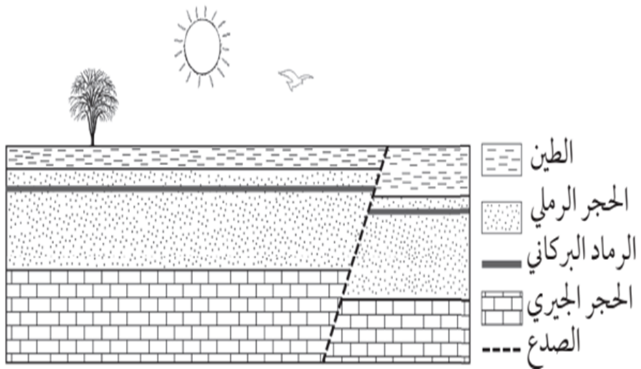 الطين
الحجر الرملي
الرماد البركاني
الحجر الجيري
الصدع